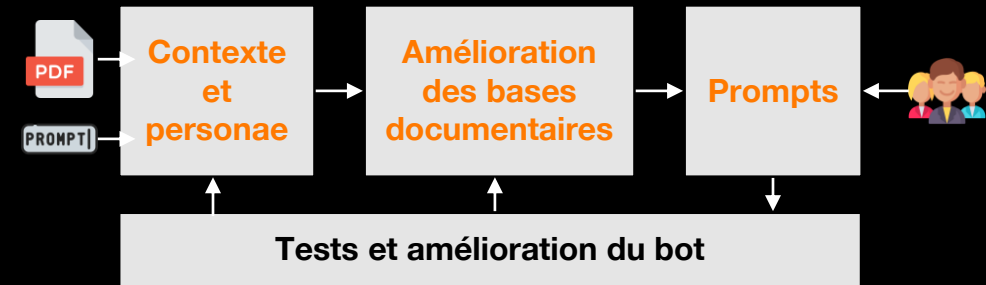 PDF
PROMPT
Contexte
et
personae
Amélioration
des bases
documentaires
Prompts
Tests et amélioration du bot